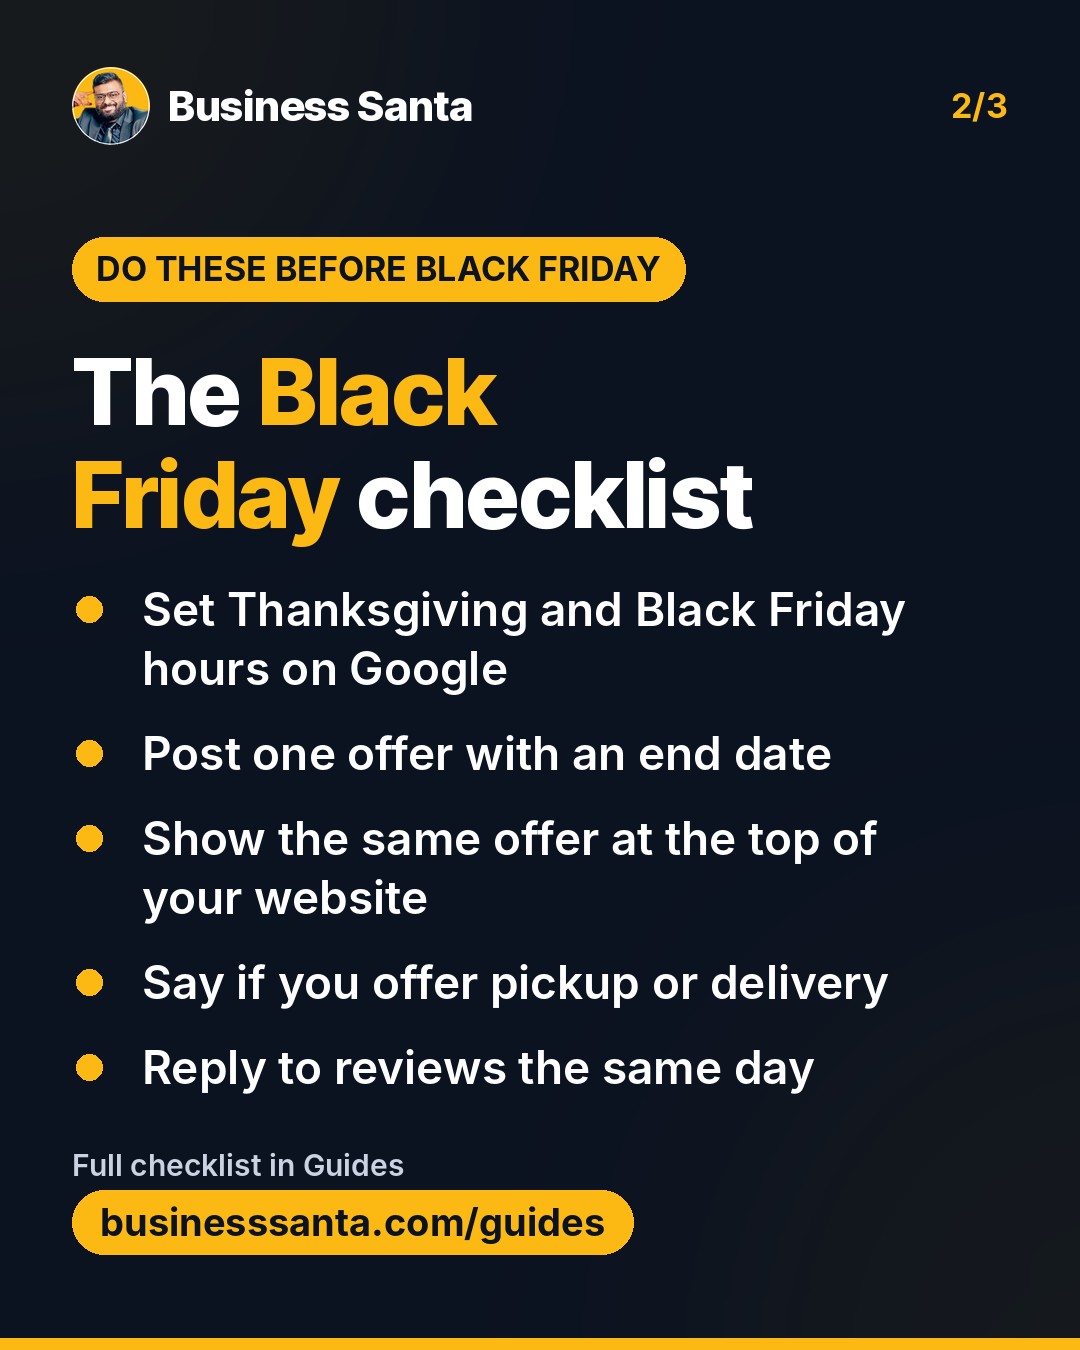 Business Santa
2/3
DO THESE BEFORE BLACK FRIDAY
The Black
Friday checklist
Set Thanksgiving and Black Friday
hours on Google
Post one offer with an end date
Show the same offer at the top of
your website
Say if you offer pickup or delivery
Reply to reviews the same day
Full checklist in Guides
businesssanta.com/guides